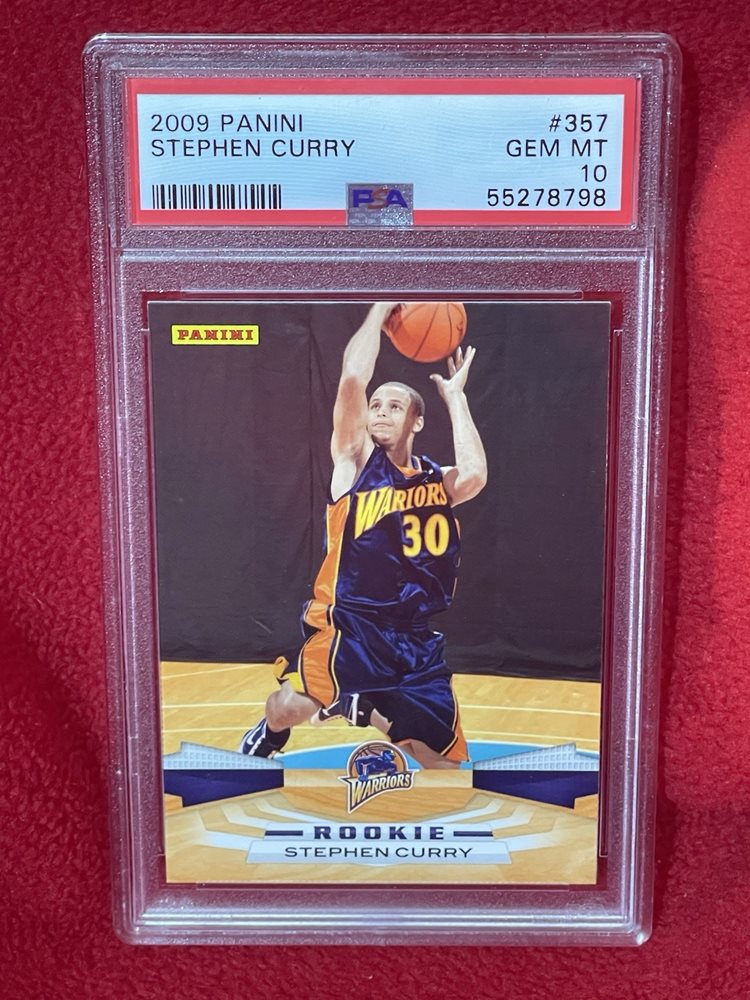 2009 PANINI #357
STEPHEN CURRY GEM MT
10
55278798
PSA
PANINI
WARRIORS
30
WARRIORS
ROOKIE
STEPHEN CURRY